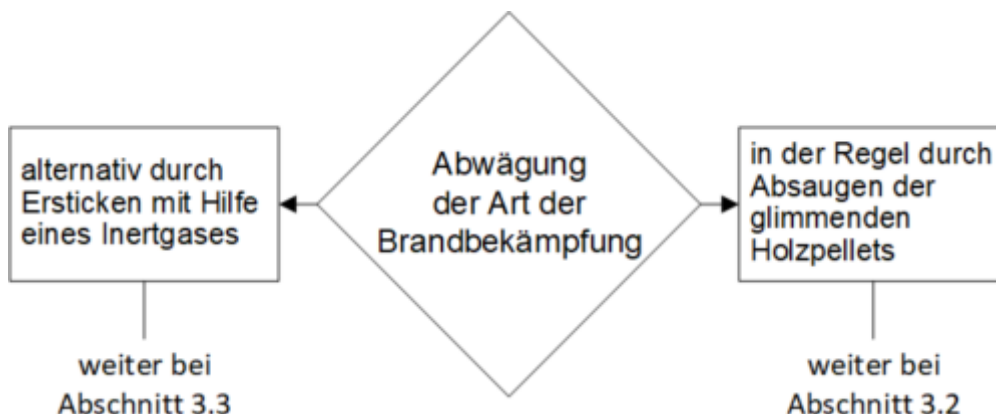 alternativ durch
Ersticken mit Hilfe
eines Inertgases
weiter bei
Abschnitt 3.3
Abwägung
der Art der
Brandbekämpfung
in der Regel durch
Absaugen der
glimmenden
Holzpellets
weiter bei
Abschnitt 3.2